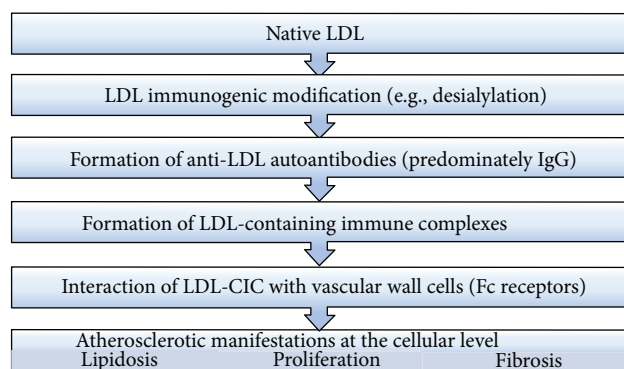 Native LDL
LDL immunogenic modification (e.g., desialylation)
Formation of anti-LDL autoantibodies (predominately IgG)
Formation of LDL-containing immune complexes
Interaction of LDL-CIC with vascular wall cells (Fc receptors)
Atherosclerotic manifestations at the cellular level
Lipidosis Proliferation Fibrosis